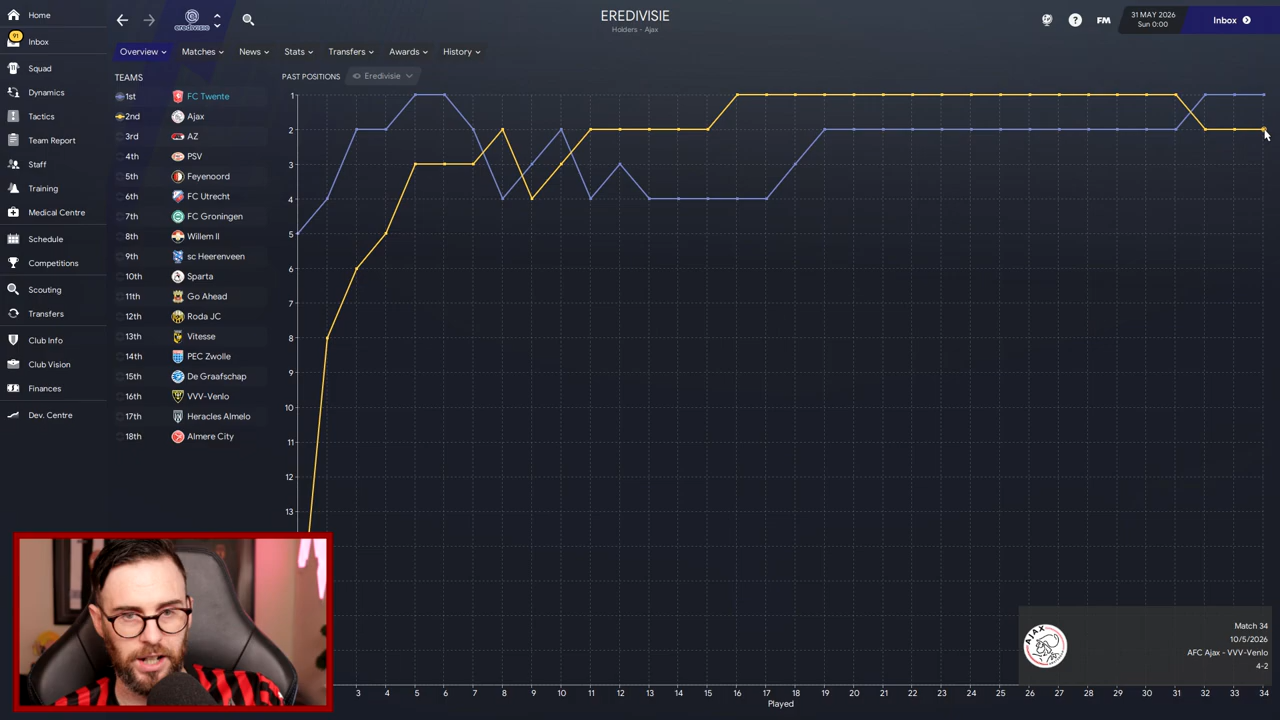 Home
91
Inbox
Squad
Dynamics
Tactics
Team Report
Staff
Training
Medical Centre
Schedule
Competitions
Scouting
Transfers
Club Info
Club Vision
Finances
Dev. Centre
eredivisie
EREDIVISIE
Holders - Ajax
?
FM
31 MAY 2026
Sun 0:00
Inbox
Overview
Matches
News
Stats
Transfers
Awards
History
TEAMS
1st FC Twente
2nd Ajax
3rd AZ
4th PSV
5th Feyenoord
6th FC Utrecht
7th FC Groningen
8th Willem II
9th sc Heerenveen
10th Sparta
11th Go Ahead
12th Roda JC
13th Vitesse
14th PEC Zwolle
15th De Graafschap
16th VVV-Venlo
17th Heracles Almelo
18th Almere City
PAST POSITIONS
Eredivisie
1
2
3
4
5
6
7
8
9
10
11
12
13
3 4 5 6 7 8 9 10 11 12 13 14 15 16 17 18 19 20 21 22 23 24 25 26 27 28 29 30 31 32 33 34
Played
AJAX
Match 34
10/5/2026
AFC Ajax - VVV-Venlo
4-2